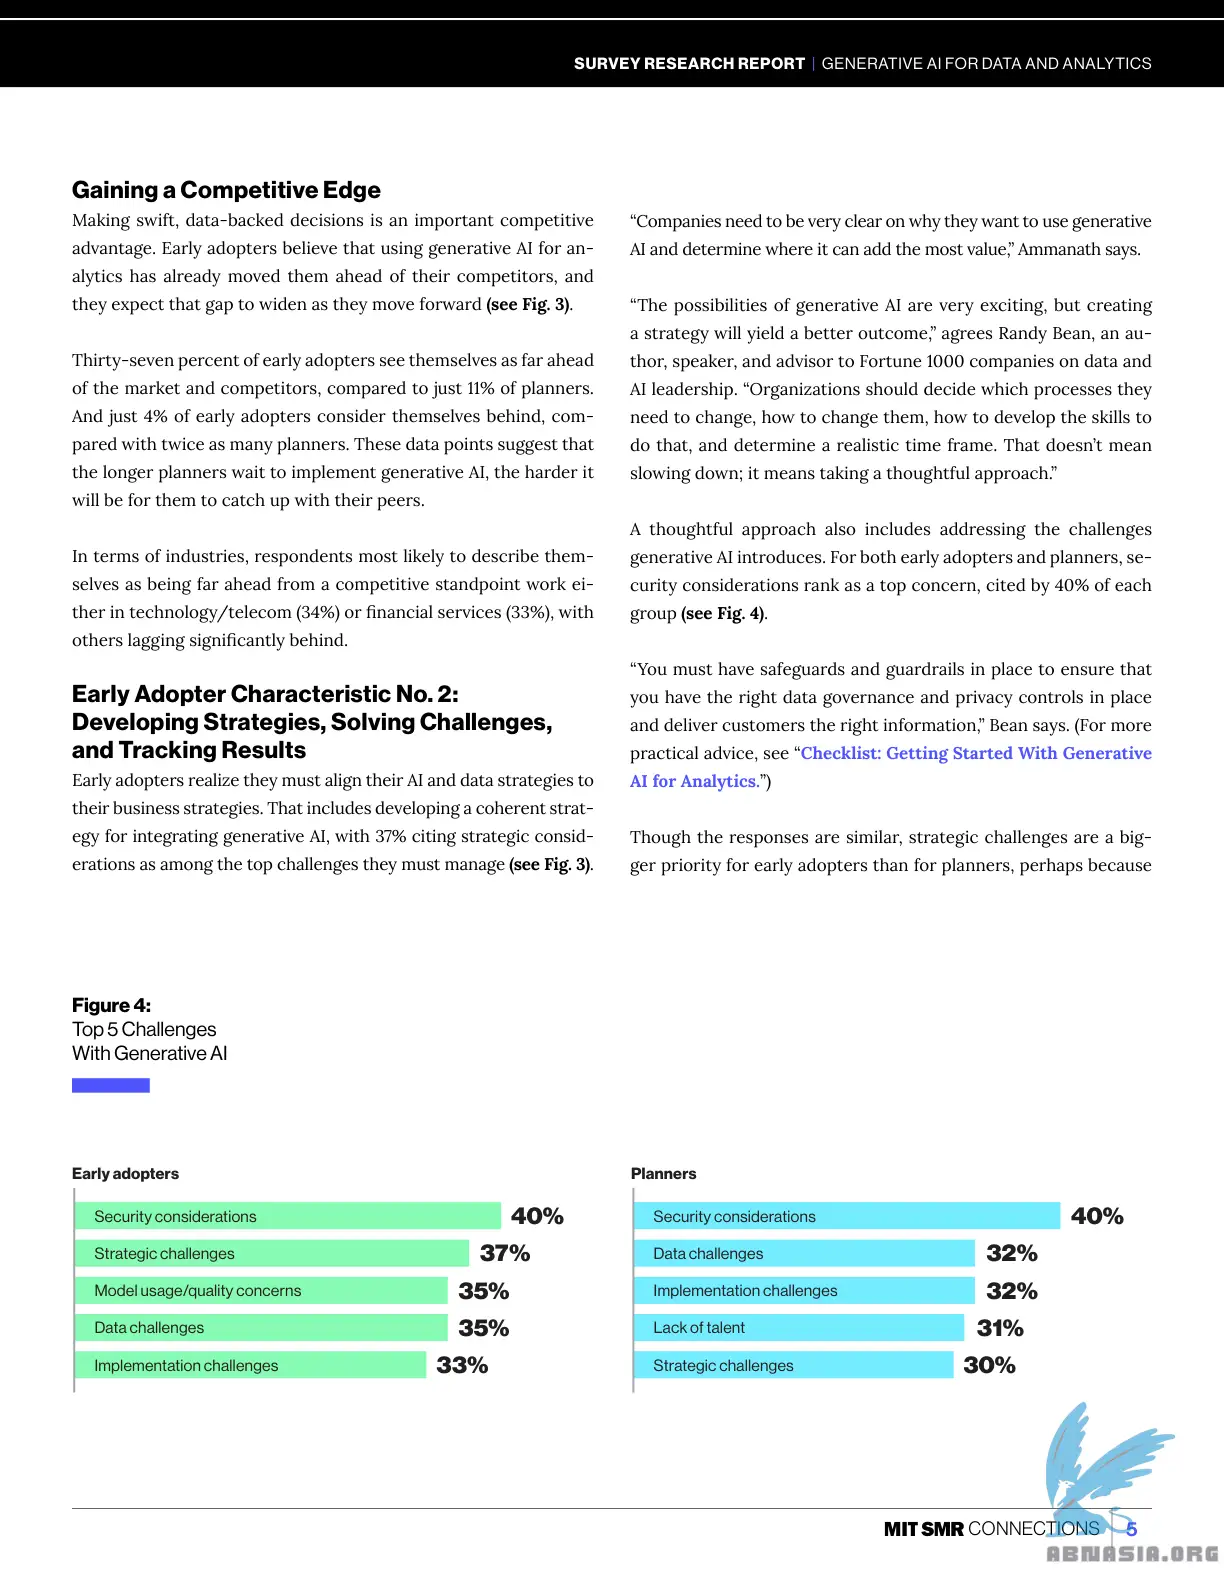 SURVEY RESEARCH REPORT | GENERATIVE AI FOR DATA AND ANALYTICS
Gaining a Competitive Edge
Making swift, data-backed decisions is an important competitive
advantage. Early adopters believe that using generative AI for an-
alytics has already moved them ahead of their competitors, and
they expect that gap to widen as they move forward (see Fig. 3).
Thirty-seven percent of early adopters see themselves as far ahead
of the market and competitors, compared to just 11% of planners.
And just 4% of early adopters consider themselves behind, com-
pared with twice as many planners. These data points suggest that
the longer planners wait to implement generative AI, the harder it
will be for them to catch up with their peers.
In terms of industries, respondents most likely to describe them-
selves as being far ahead from a competitive standpoint work ei-
ther in technology/telecom (34%) or financial services (33%), with
others lagging significantly behind.
Early Adopter Characteristic No. 2:
Developing Strategies, Solving Challenges,
and Tracking Results
Early adopters realize they must align their AI and data strategies to
their business strategies. That includes developing a coherent strat-
egy for integrating generative AI, with 37% citing strategic consid-
erations as among the top challenges they must manage (see Fig. 3).
“Companies need to be very clear on why they want to use generative
AI and determine where it can add the most value,” Ammanath says.
“The possibilities of generative AI are very exciting, but creating
a strategy will yield a better outcome,” agrees Randy Bean, an au-
thor, speaker, and advisor to Fortune 1000 companies on data and
AI leadership. “Organizations should decide which processes they
need to change, how to change them, how to develop the skills to
do that, and determine a realistic time frame. That doesn’t mean
slowing down; it means taking a thoughtful approach.”
A thoughtful approach also includes addressing the challenges
generative AI introduces. For both early adopters and planners, se-
curity considerations rank as a top concern, cited by 40% of each
group (see Fig. 4).
“You must have safeguards and guardrails in place to ensure that
you have the right data governance and privacy controls in place
and deliver customers the right information,” Bean says. (For more
practical advice, see “Checklist: Getting Started With Generative
AI for Analytics.”)
Though the responses are similar, strategic challenges are a big-
ger priority for early adopters than for planners, perhaps because
Figure 4:
Top 5 Challenges
With Generative AI
Early adopters
Security considerations 40%
Strategic challenges 37%
Model usage/quality concerns 35%
Data challenges 35%
Implementation challenges 33%
Planners
Security considerations 40%
Data challenges 32%
Implementation challenges 32%
Lack of talent 31%
Strategic challenges 30%
MIT SMR CONNECTIONS 5
ABNASIA.ORG